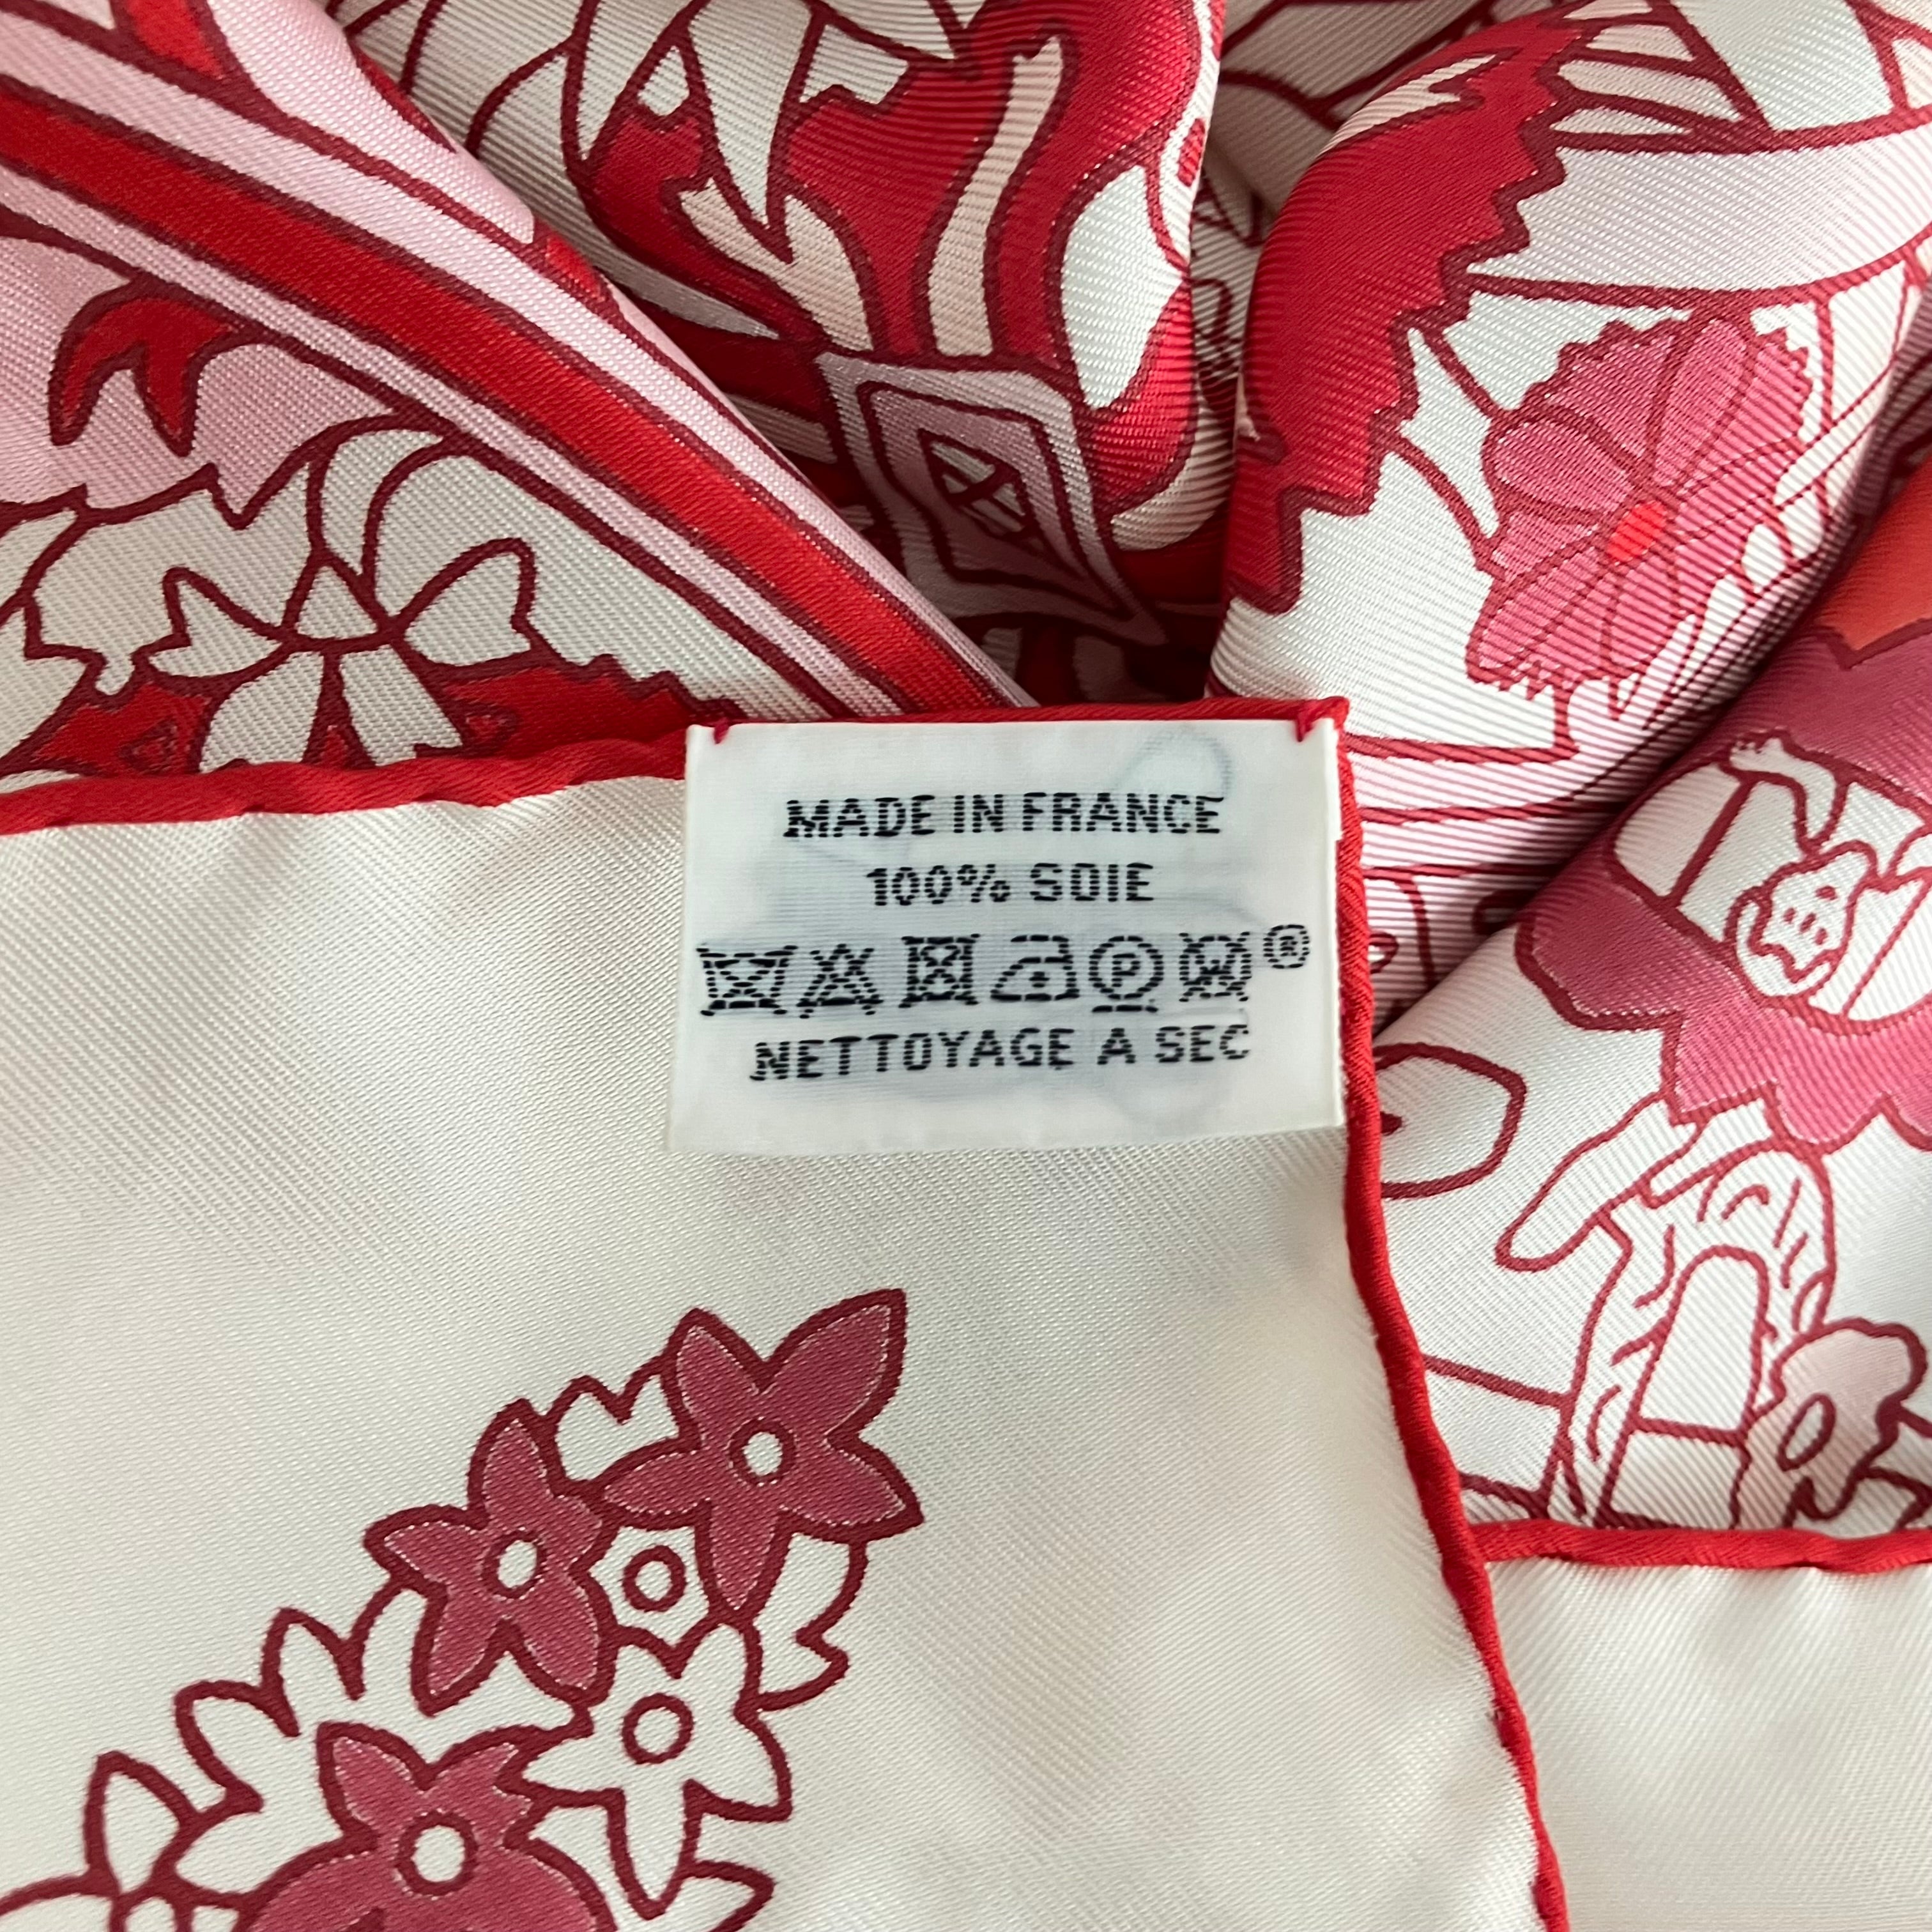 MADE IN FRANCE
100% SOIE
P W ®
NETTOYAGE A SEC